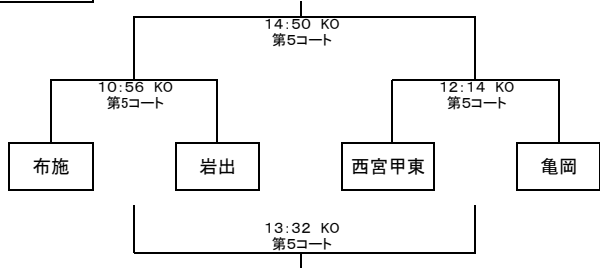 14:50 KO
第5コート
10:56 KO
第5コート
12:14 KO
第5コート
布施
岩出
西宮甲東
亀岡
13:32 KO
第5コート